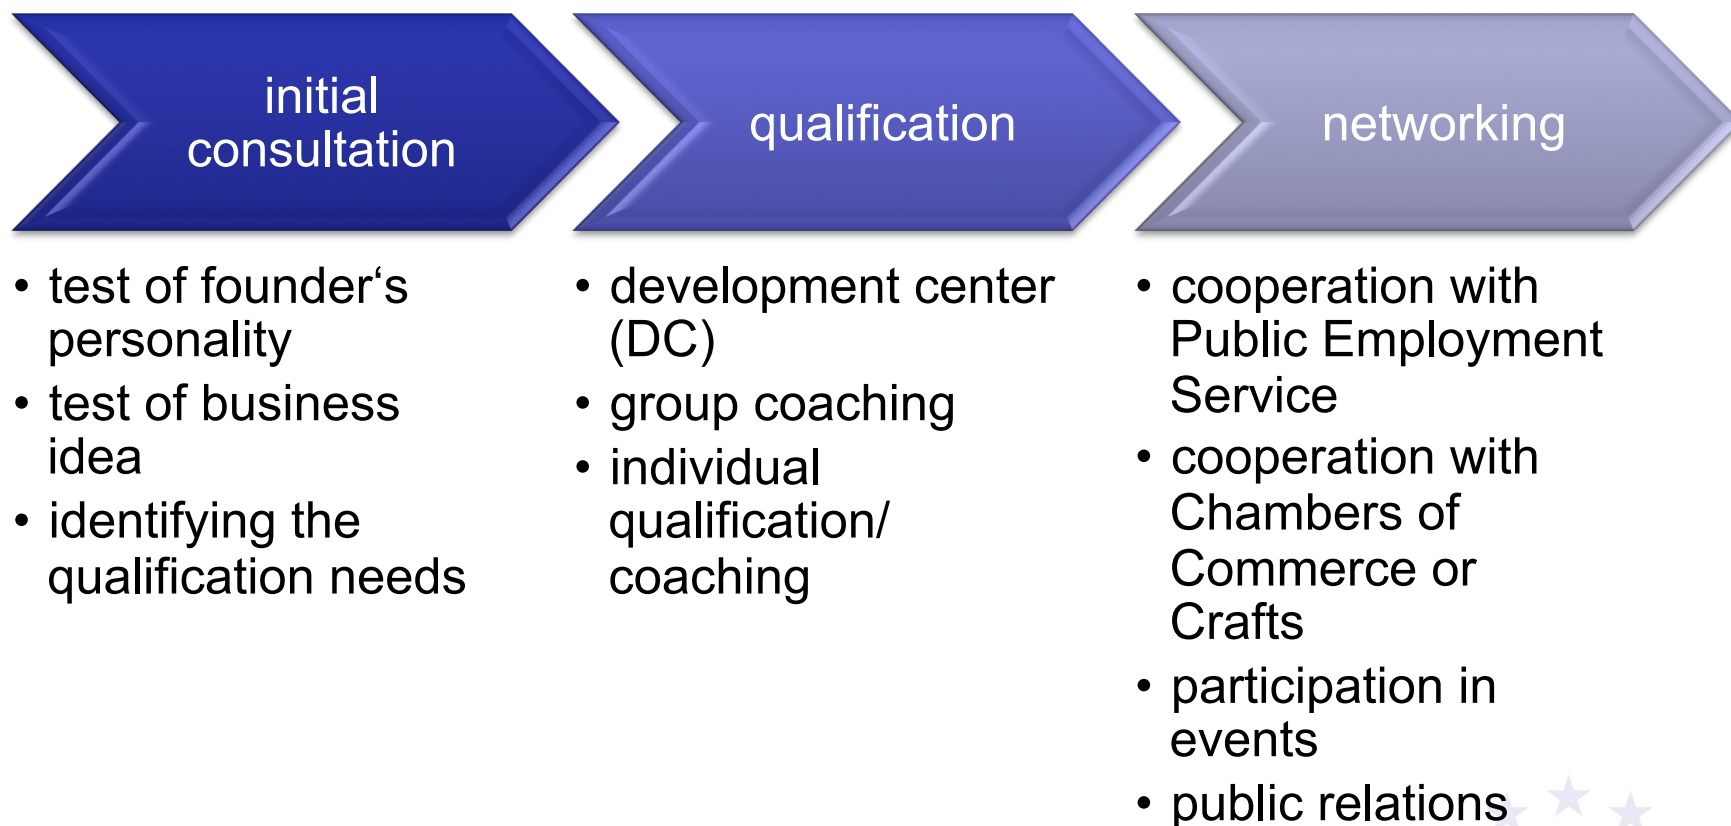 initial
consultation
qualification
networking
• test of founder‘s
personality
• test of business
idea
• identifying the
qualification needs
• development center
(DC)
• group coaching
• individual
qualification/
coaching
• cooperation with
Public Employment
Service
• cooperation with
Chambers of
Commerce or
Crafts
• participation in
events
• public relations